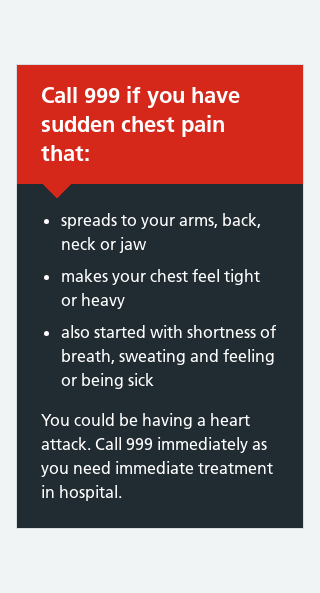 Call 999 if you have
sudden chest pain
that:
• spreads to your arms, back,
neck or jaw
• makes your chest feel tight
or heavy
• also started with shortness of
breath, sweating and feeling
or being sick
You could be having a heart
attack. Call 999 immediately as
you need immediate treatment
in hospital.